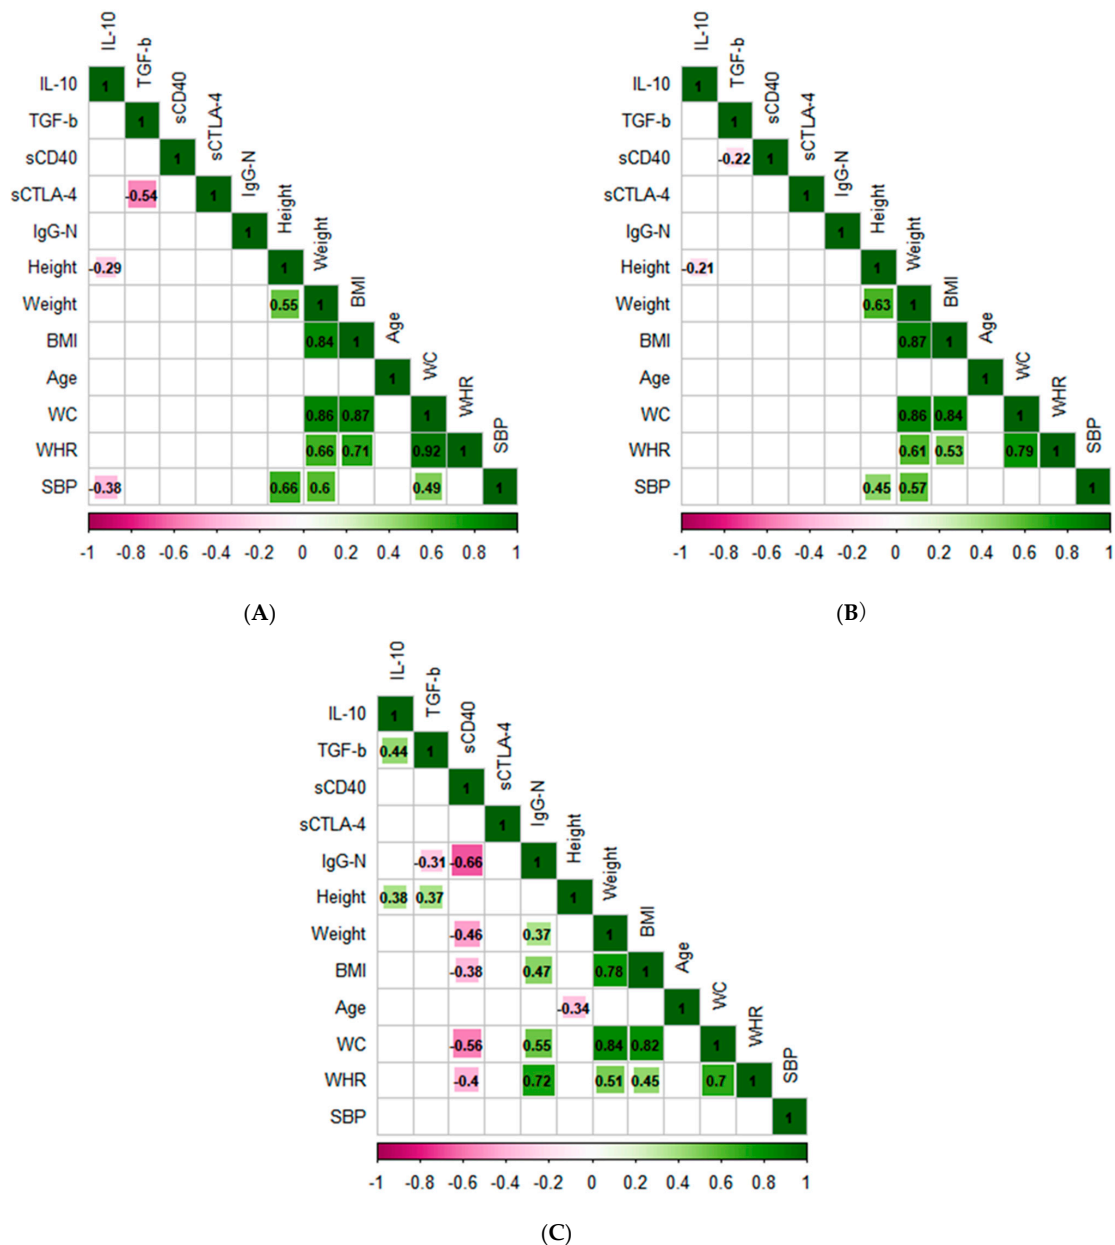 IL-10
TGF-b
sCD40
sCTLA-4
IgG-N
Height
Weight
BMI
Age
WC
WHR
SBP
IL-10 1
TGF-b 1
sCD40 1
sCTLA-4 -0.54 1
IgG-N 1
Height -0.29 1
Weight 0.55 1
BMI 0.84 1
Age 1
WC 0.86 0.87 1
WHR 0.66 0.71 0.92 1
SBP -0.38 0.66 0.6 0.49 1
-1 -0.8 -0.6 -0.4 -0.2 0 0.2 0.4 0.6 0.8 1
(A)
IL-10
TGF-b
sCD40
sCTLA-4
IgG-N
Height
Weight
BMI
Age
WC
WHR
SBP
IL-10 1
TGF-b 1
sCD40 -0.22 1
sCTLA-4 1
IgG-N 1
Height -0.21 1
Weight 0.63 1
BMI 0.87 1
Age 1
WC 0.86 0.84 1
WHR 0.61 0.53 0.79 1
SBP 0.45 0.57 1
-1 -0.8 -0.6 -0.4 -0.2 0 0.2 0.4 0.6 0.8 1
(B)
IL-10
TGF-b
sCD40
sCTLA-4
IgG-N
Height
Weight
BMI
Age
WC
WHR
SBP
IL-10 1
TGF-b 0.44 1
sCD40 1
sCTLA-4 1
IgG-N -0.31 -0.66 1
Height 0.38 0.37 1
Weight -0.46 0.37 1
BMI -0.38 0.47 0.78 1
Age -0.34 1
WC -0.56 0.55 0.84 0.82 1
WHR -0.4 0.72 0.51 0.45 0.7 1
SBP 1
-1 -0.8 -0.6 -0.4 -0.2 0 0.2 0.4 0.6 0.8 1
(C)